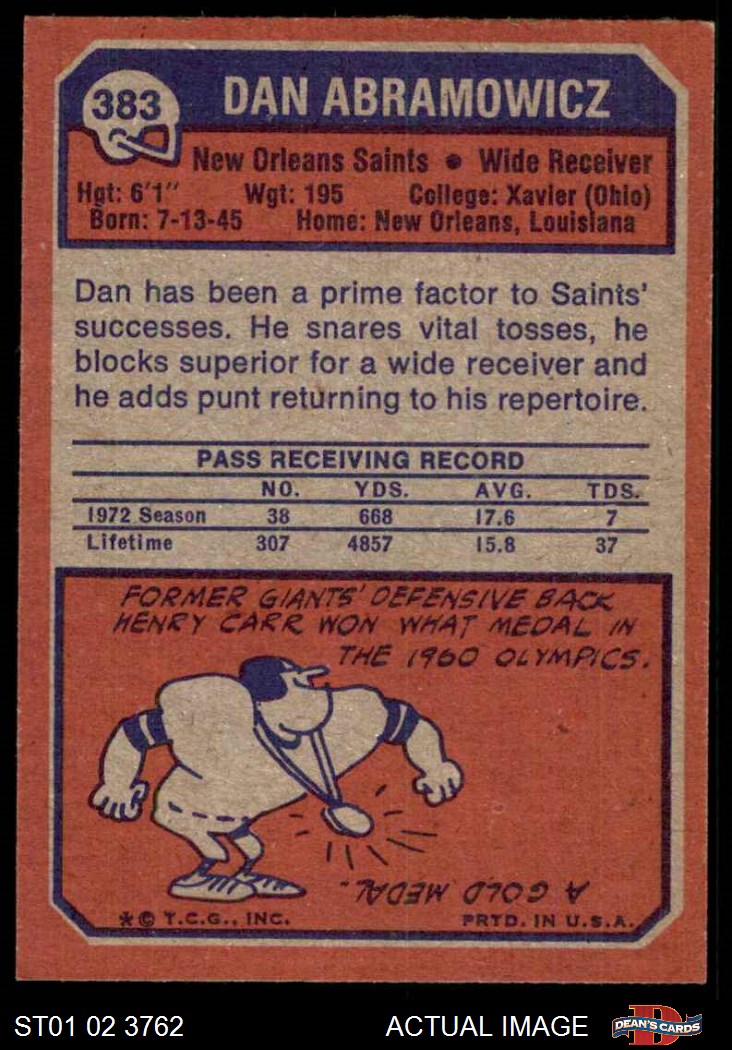 383
DAN ABRAMOWICZ
New Orleans Saints • Wide Receiver
Hgt: 6'1" Wgt: 195 College: Xavier (Ohio)
Born: 7-13-45 Home: New Orleans, Louisiana
Dan has been a prime factor to Saints'
successes. He snares vital tosses, he
blocks superior for a wide receiver and
he adds punt returning to his repertoire.
PASS RECEIVING RECORD
NO. YDS. AVG. TDS.
1972 Season 38 668 17.6 7
Lifetime 307 4857 15.8 37
FORMER GIANTS' DEFENSIVE BACK
HENRY CARR WON WHAT MEDAL IN
THE 1960 OLYMPICS.
A GOLD MEDAL.
*© T.C.G., INC. PRTD. IN U.S.A.
ST01 02 3762 ACTUAL IMAGE D DEAN'S CARDS